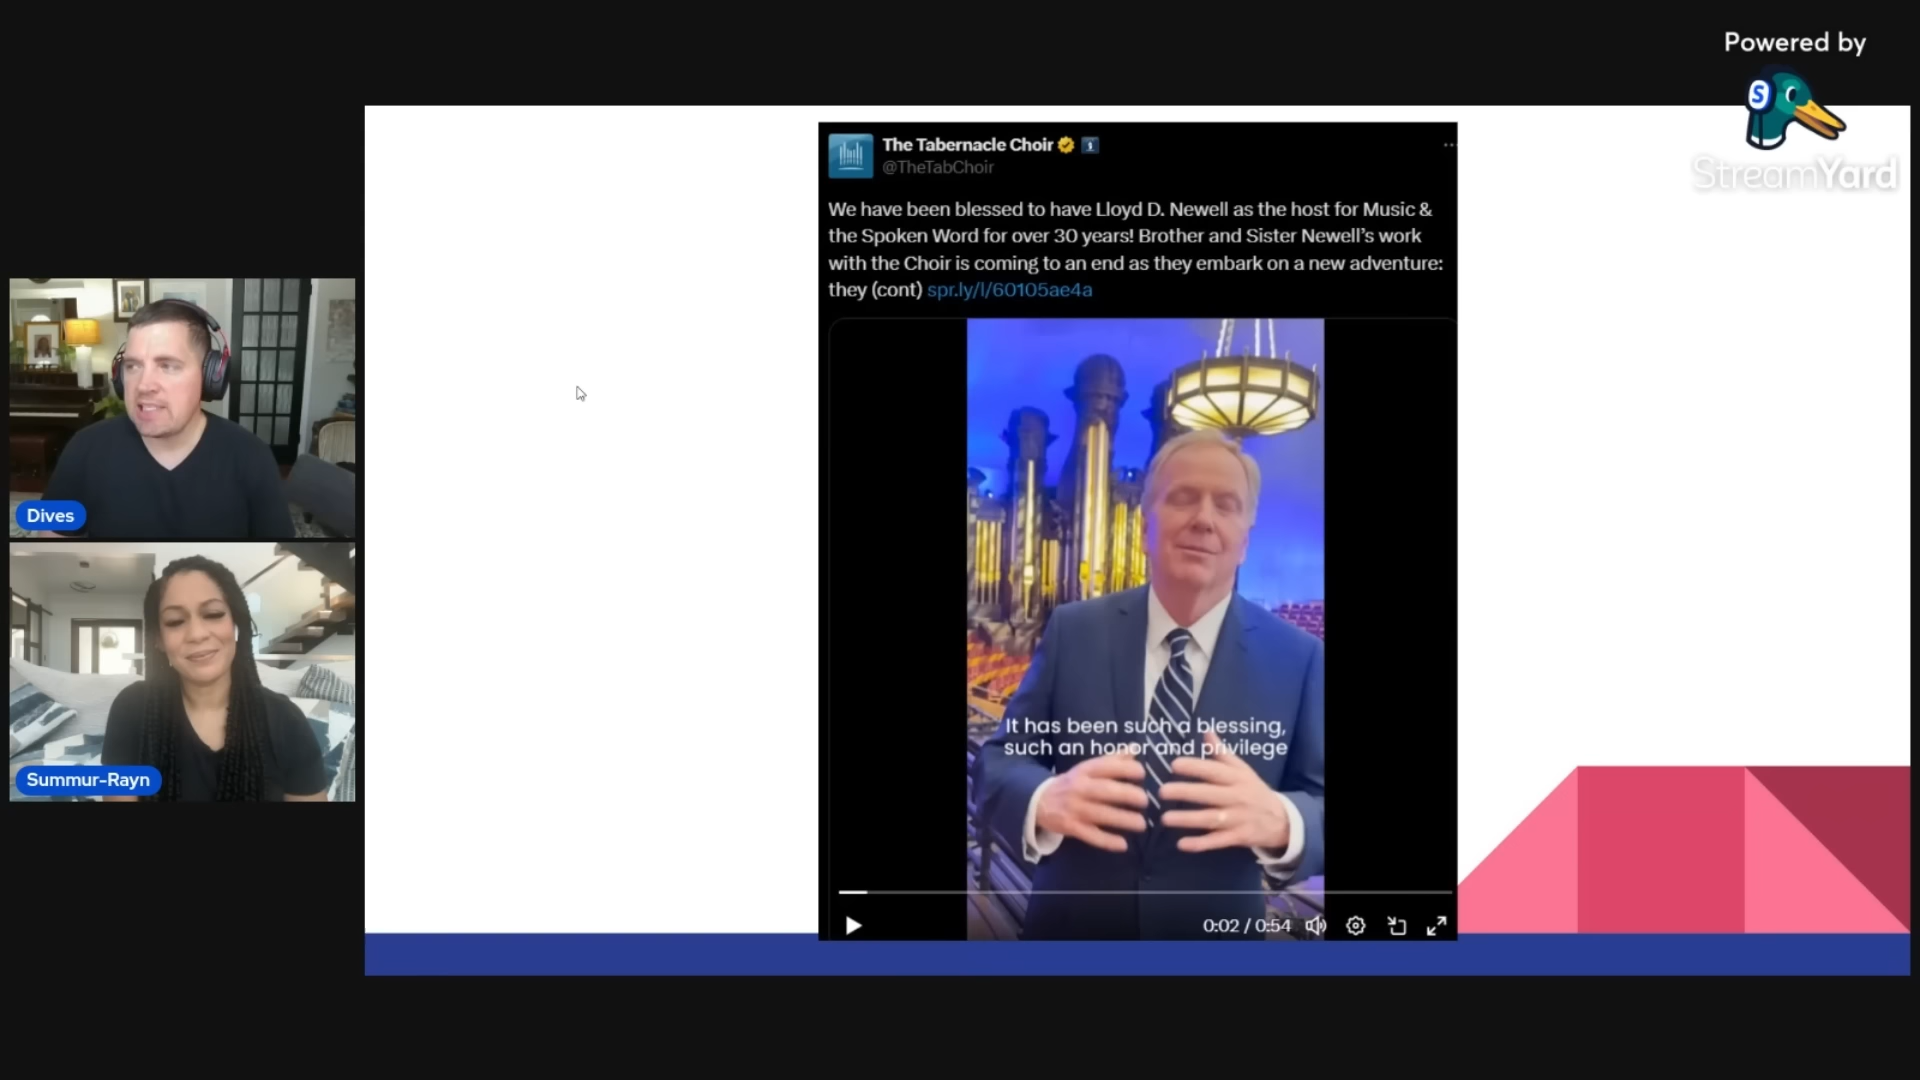 Powered by
StreamYard
The Tabernacle Choir
@TheTabChoir
We have been blessed to have Lloyd D. Newell as the host for Music &
the Spoken Word for over 30 years! Brother and Sister Newell's work
with the Choir is coming to an end as they embark on a new adventure:
they (cont) spr.ly/l/60105ae4a
It has been such a blessing,
such an honor and privilege
0:02 / 0:54
Dives
Summur-Rayn